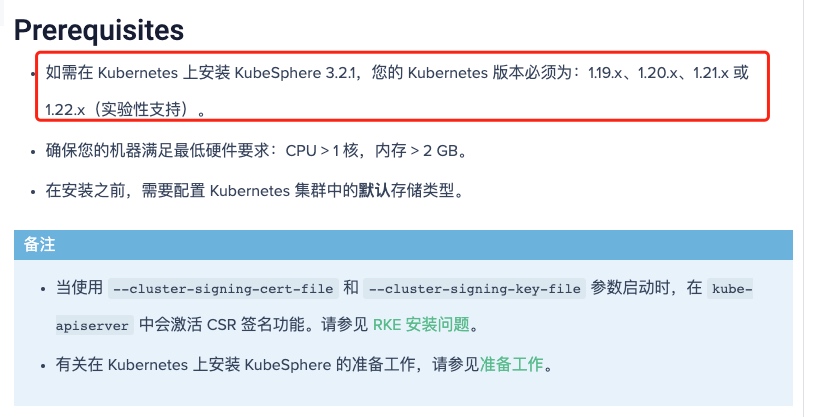 Prerequisites
如需在 Kubernetes 上安装 KubeSphere 3.2.1，您的 Kubernetes 版本必须为：1.19.x、1.20.x、1.21.x 或
1.22.x（实验性支持）。
确保您的机器满足最低硬件要求：CPU > 1 核，内存 > 2 GB。
在安装之前，需要配置 Kubernetes 集群中的默认存储类型。
备注
当使用 --cluster-signing-cert-file 和 --cluster-signing-key-file 参数启动时，在 kube-
apiserver 中会激活 CSR 签名功能。请参见 RKE 安装问题。
有关在 Kubernetes 上安装 KubeSphere 的准备工作，请参见准备工作。